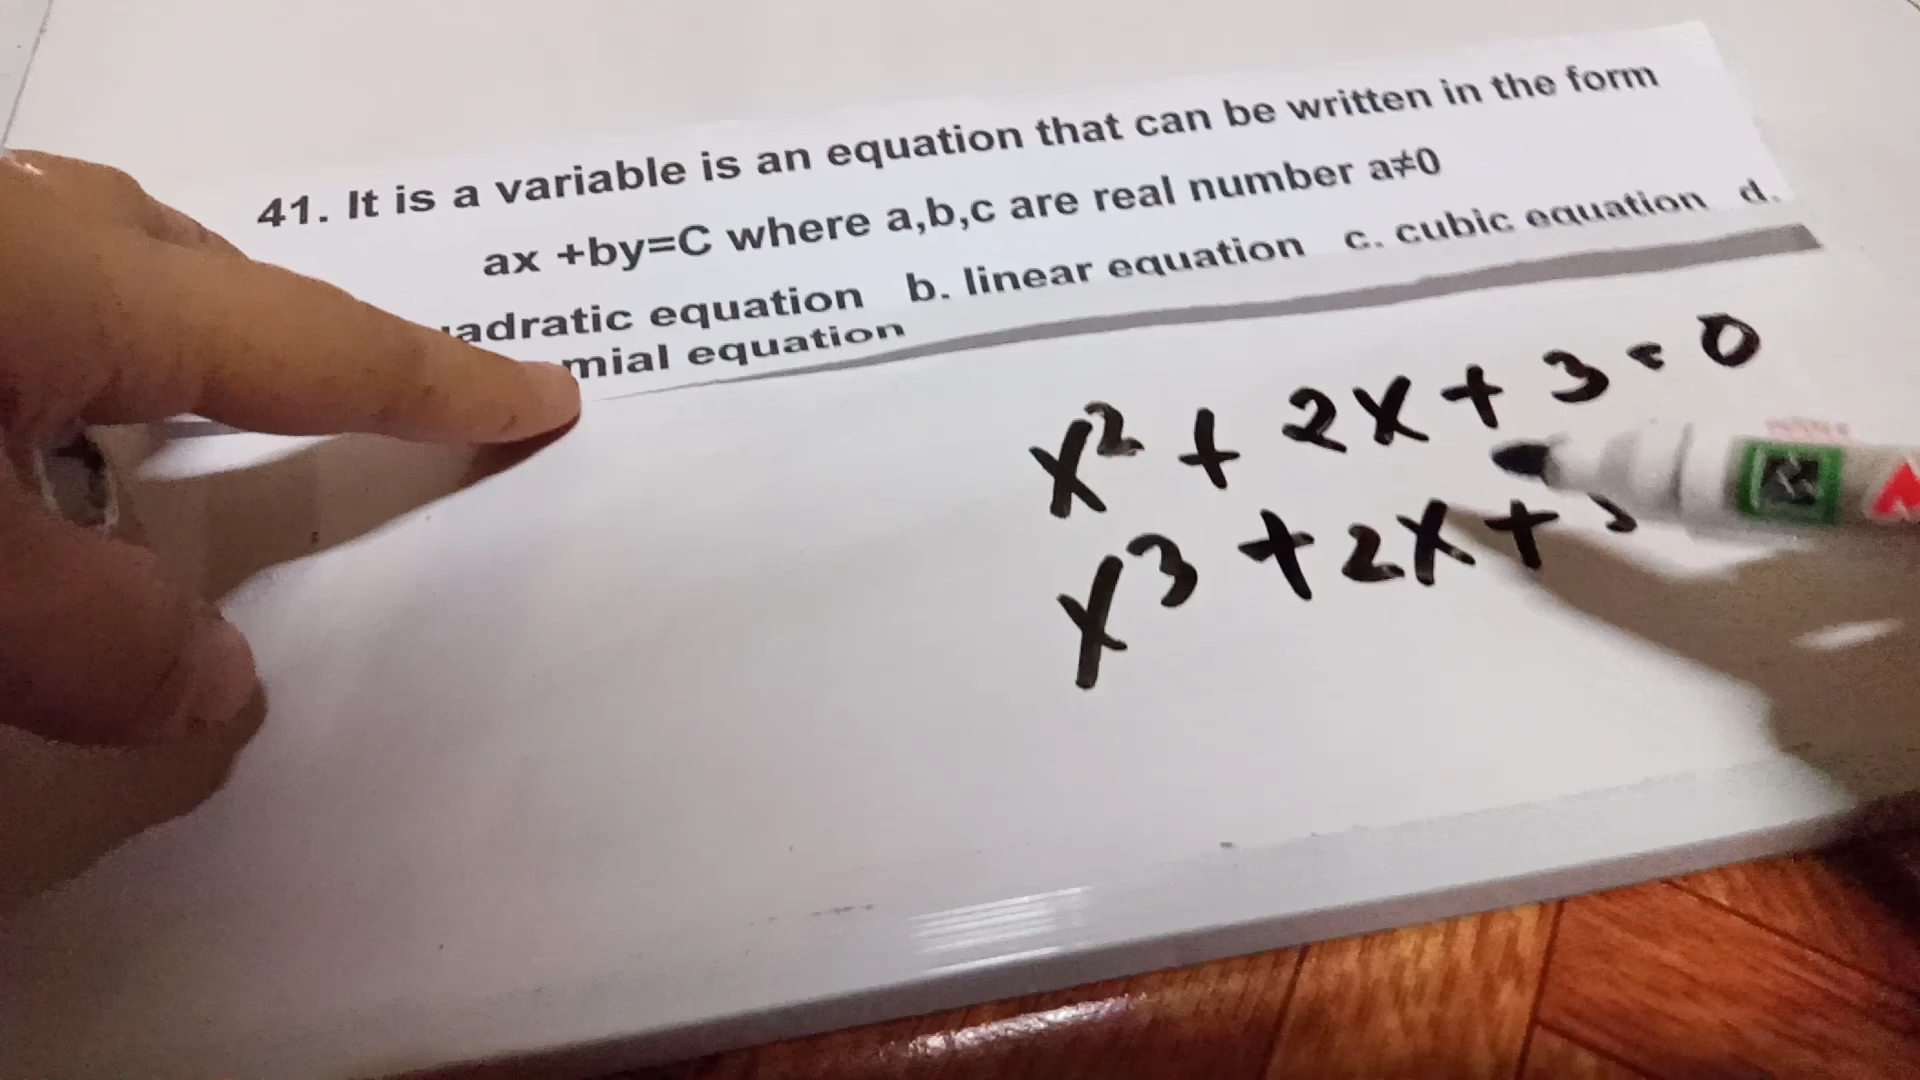 41. It is a variable is an equation that can be written in the form
ax +by=C where a,b,c are real number a≠0
adratic equation b. linear equation c. cubic equation d.
mial equation
x² + 2x + 3 = 0
x³ + 2x +